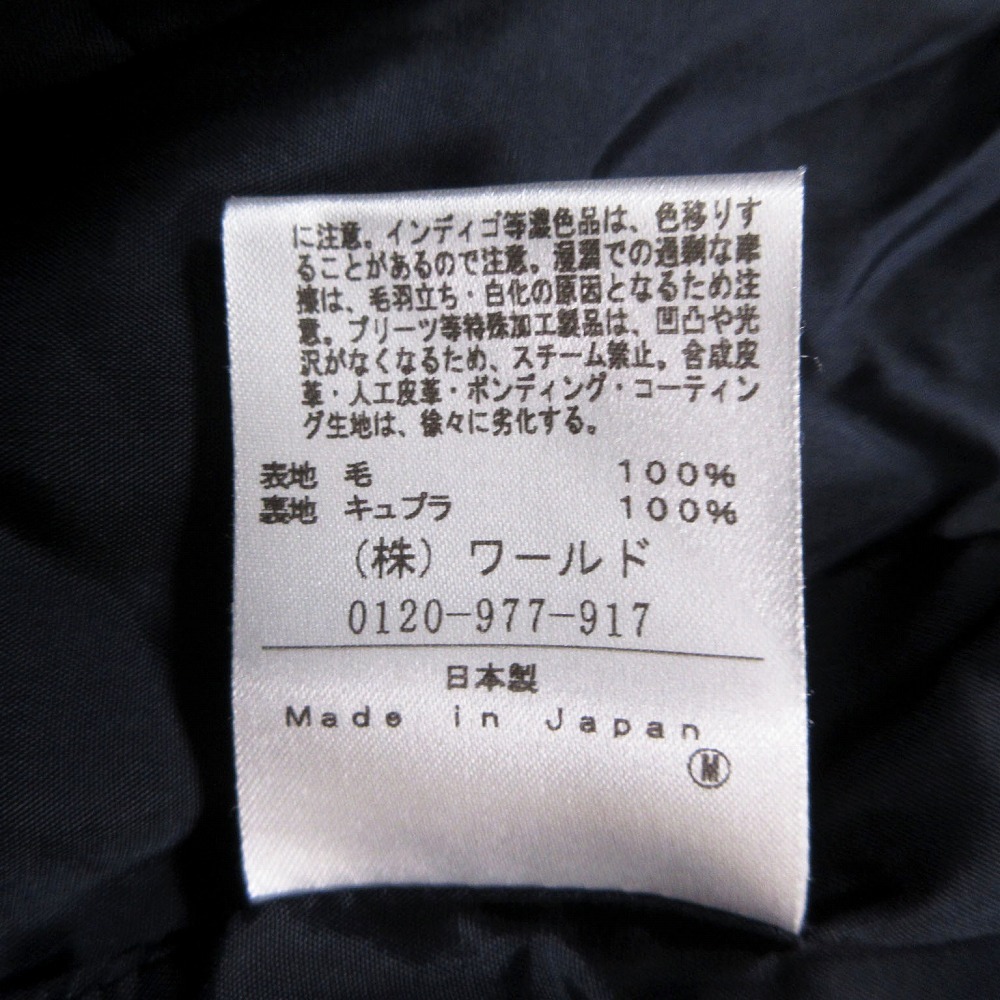 に注意。インディゴ等濃色品は、色移りす
ることがあるので注意。湿潤での過剰な摩
擦は、毛羽立ち・白化の原因となるため注
意。プリーツ等特殊加工製品は、凹凸や光
沢がなくなるため、スチーム禁止。合成皮
革・人工皮革・ボンディング・コーティン
グ生地は、徐々に劣化する。
表地 毛 100%
裏地 キュプラ 100%
(株) ワールド
0120-977-917
日本製
Made in Japan
Ⓜ